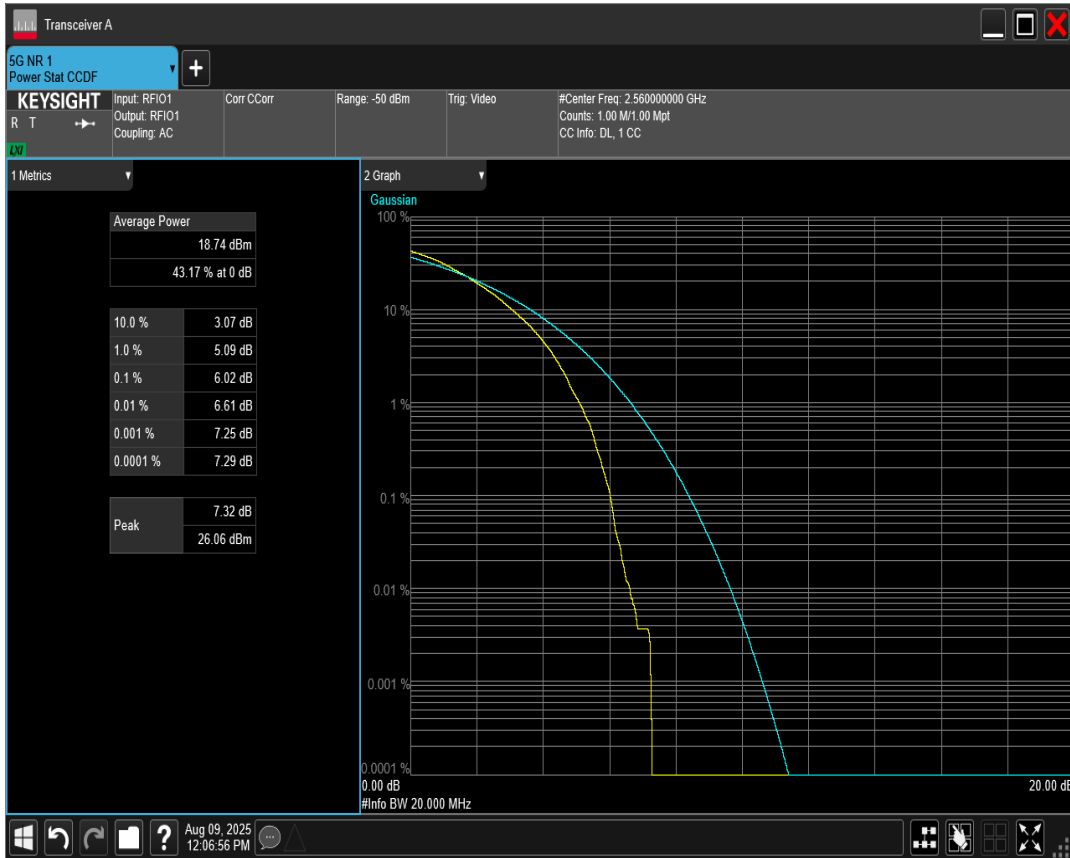 Transceiver A
5G NR 1
Power Stat CCDF
KEYSIGHT
R T
LXI
Input: RFIO1
Output: RFIO1
Coupling: AC
Corr CCorr
Range: -50 dBm
Trig: Video
#Center Freq: 2.560000000 GHz
Counts: 1.00 M/1.00 Mpt
CC Info: DL, 1 CC
1 Metrics
Average Power
18.74 dBm
43.17 % at 0 dB
10.0 % 3.07 dB
1.0 % 5.09 dB
0.1 % 6.02 dB
0.01 % 6.61 dB
0.001 % 7.25 dB
0.0001 % 7.29 dB
Peak 7.32 dB
26.06 dBm
2 Graph
Gaussian
100 %
10 %
1 %
0.1 %
0.01 %
0.001 %
0.0001 %
0.00 dB 20.00 dB
#Info BW 20.000 MHz
? Aug 09, 2025
12:06:56 PM